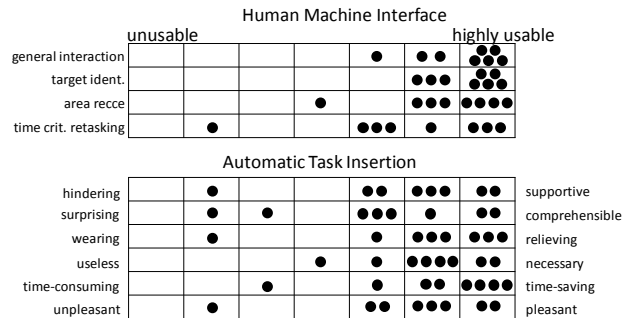 Human Machine Interface
unusable highly usable
general interaction
target ident.
area recce
time crit. retasking
Automatic Task Insertion
hindering supportive
surprising comprehensible
wearing relieving
useless necessary
time-consuming time-saving
unpleasant pleasant